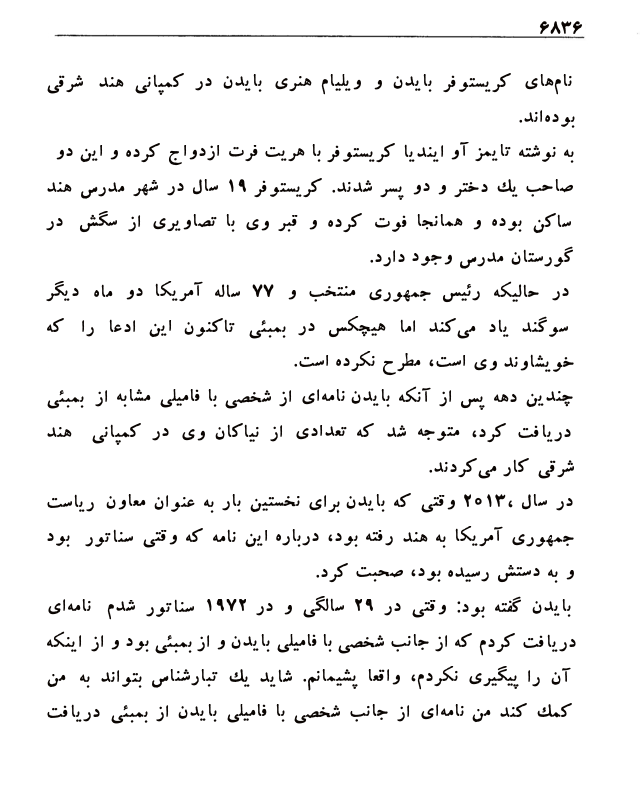 ۶۸۳۶
نام‌های کریستوفر بایدن و ویلیام هنری بایدن در کمپانی هند شرقی
بوده‌اند.
به نوشته تایمز آو ایندیا کریستوفر با هریت فرت ازدواج کرده و این دو
صاحب یك دختر و دو پسر شدند. کریستوفر ۱۹ سال در شهر مدرس هند
ساکن بوده و همانجا فوت کرده و قبر وی با تصاویری از سگش در
گورستان مدرس وجود دارد.
در حالیکه رئیس جمهوری منتخب و ۷۷ ساله آمریکا دو ماه دیگر
سوگند یاد می‌کند اما هیچکس در بمبئی تاکنون این ادعا را که
خویشاوند وی است، مطرح نکرده است.
چندین دهه پس از آنکه بایدن نامه‌ای از شخصی با فامیلی مشابه از بمبئی
دریافت کرد، متوجه شد که تعدادی از نیاکان وی در کمپانی هند
شرقی کار می‌کردند.
در سال ۲۰۱۳، وقتی که بایدن برای نخستین بار به عنوان معاون ریاست
جمهوری آمریکا به هند رفته بود، درباره این نامه که وقتی سناتور بود
و به دستش رسیده بود، صحبت کرد.
بایدن گفته بود: وقتی در ۲۹ سالگی و در ۱۹۷۲ سناتور شدم نامه‌ای
دریافت کردم که از جانب شخصی با فامیلی بایدن و از بمبئی بود و از اینکه
آن را پیگیری نکردم، واقعا پشیمانم. شاید یك تبارشناس بتواند به من
کمك کند من نامه‌ای از جانب شخصی با فامیلی بایدن از بمبئی دریافت